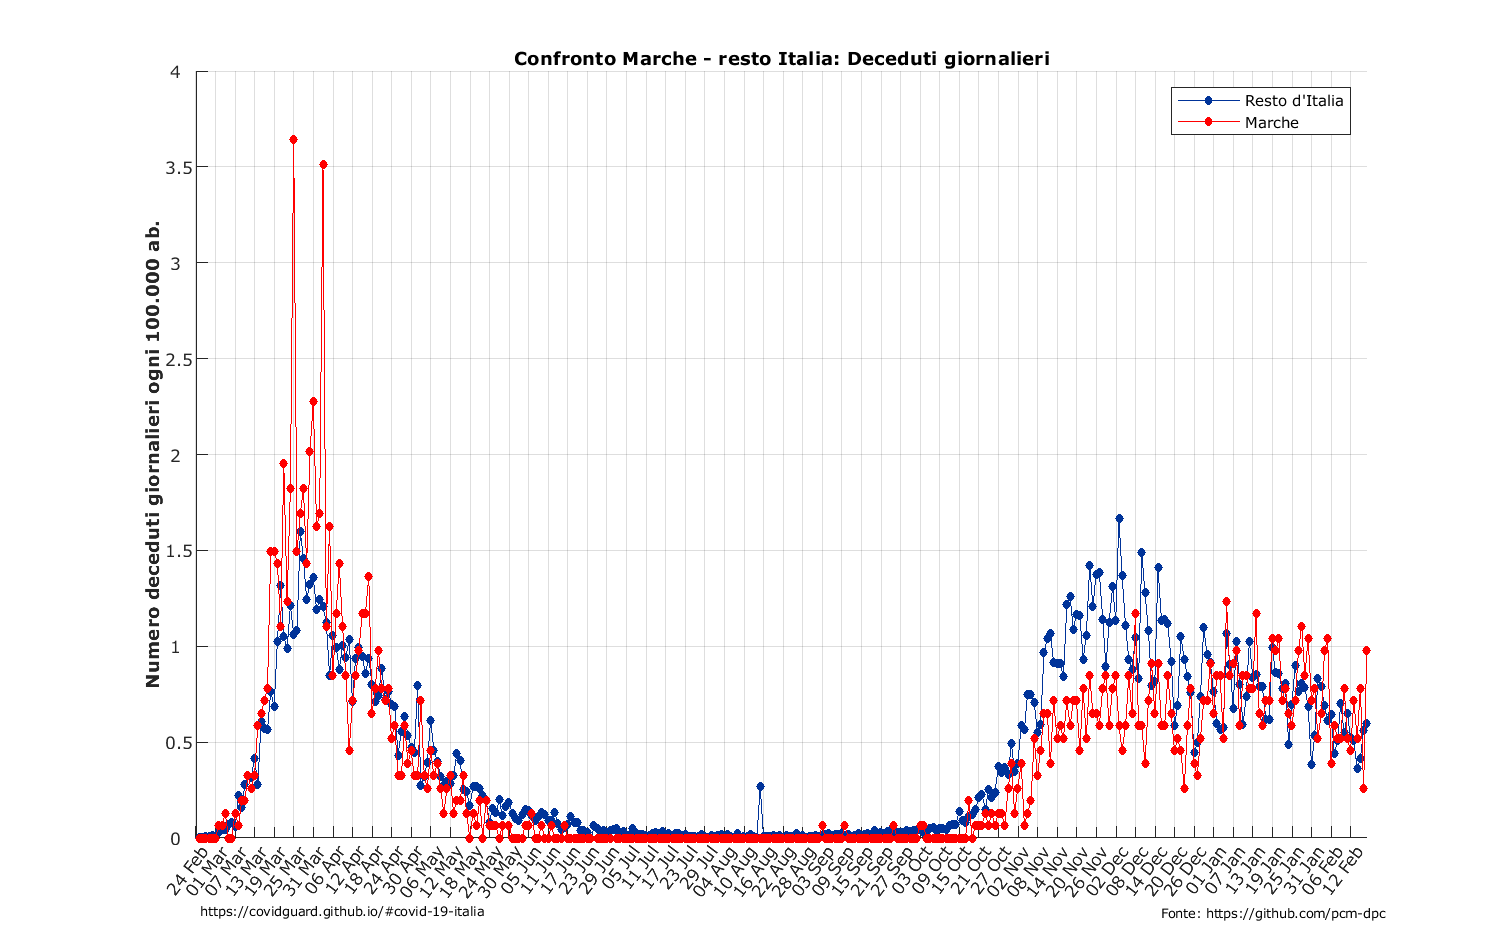 Confronto Marche - resto Italia: Deceduti giornalieri
Resto d'Italia
Marche
Numero deceduti giornalieri ogni 100.000 ab.
4
3.5
3
2.5
2
1.5
1
0.5
0
24 Feb
01 Mar
07 Mar
13 Mar
19 Mar
25 Mar
31 Mar
06 Apr
12 Apr
18 Apr
24 Apr
30 Apr
06 May
12 May
18 May
24 May
30 May
05 Jun
11 Jun
17 Jun
23 Jun
29 Jun
05 Jul
11 Jul
17 Jul
23 Jul
29 Jul
04 Aug
10 Aug
16 Aug
22 Aug
28 Aug
03 Sep
09 Sep
15 Sep
21 Sep
27 Sep
03 Oct
09 Oct
15 Oct
21 Oct
27 Oct
02 Nov
08 Nov
14 Nov
20 Nov
26 Nov
02 Dec
08 Dec
14 Dec
20 Dec
26 Dec
01 Jan
07 Jan
13 Jan
19 Jan
25 Jan
31 Jan
06 Feb
12 Feb
https://covidguard.github.io/#covid-19-italia
Fonte: https://github.com/pcm-dpc